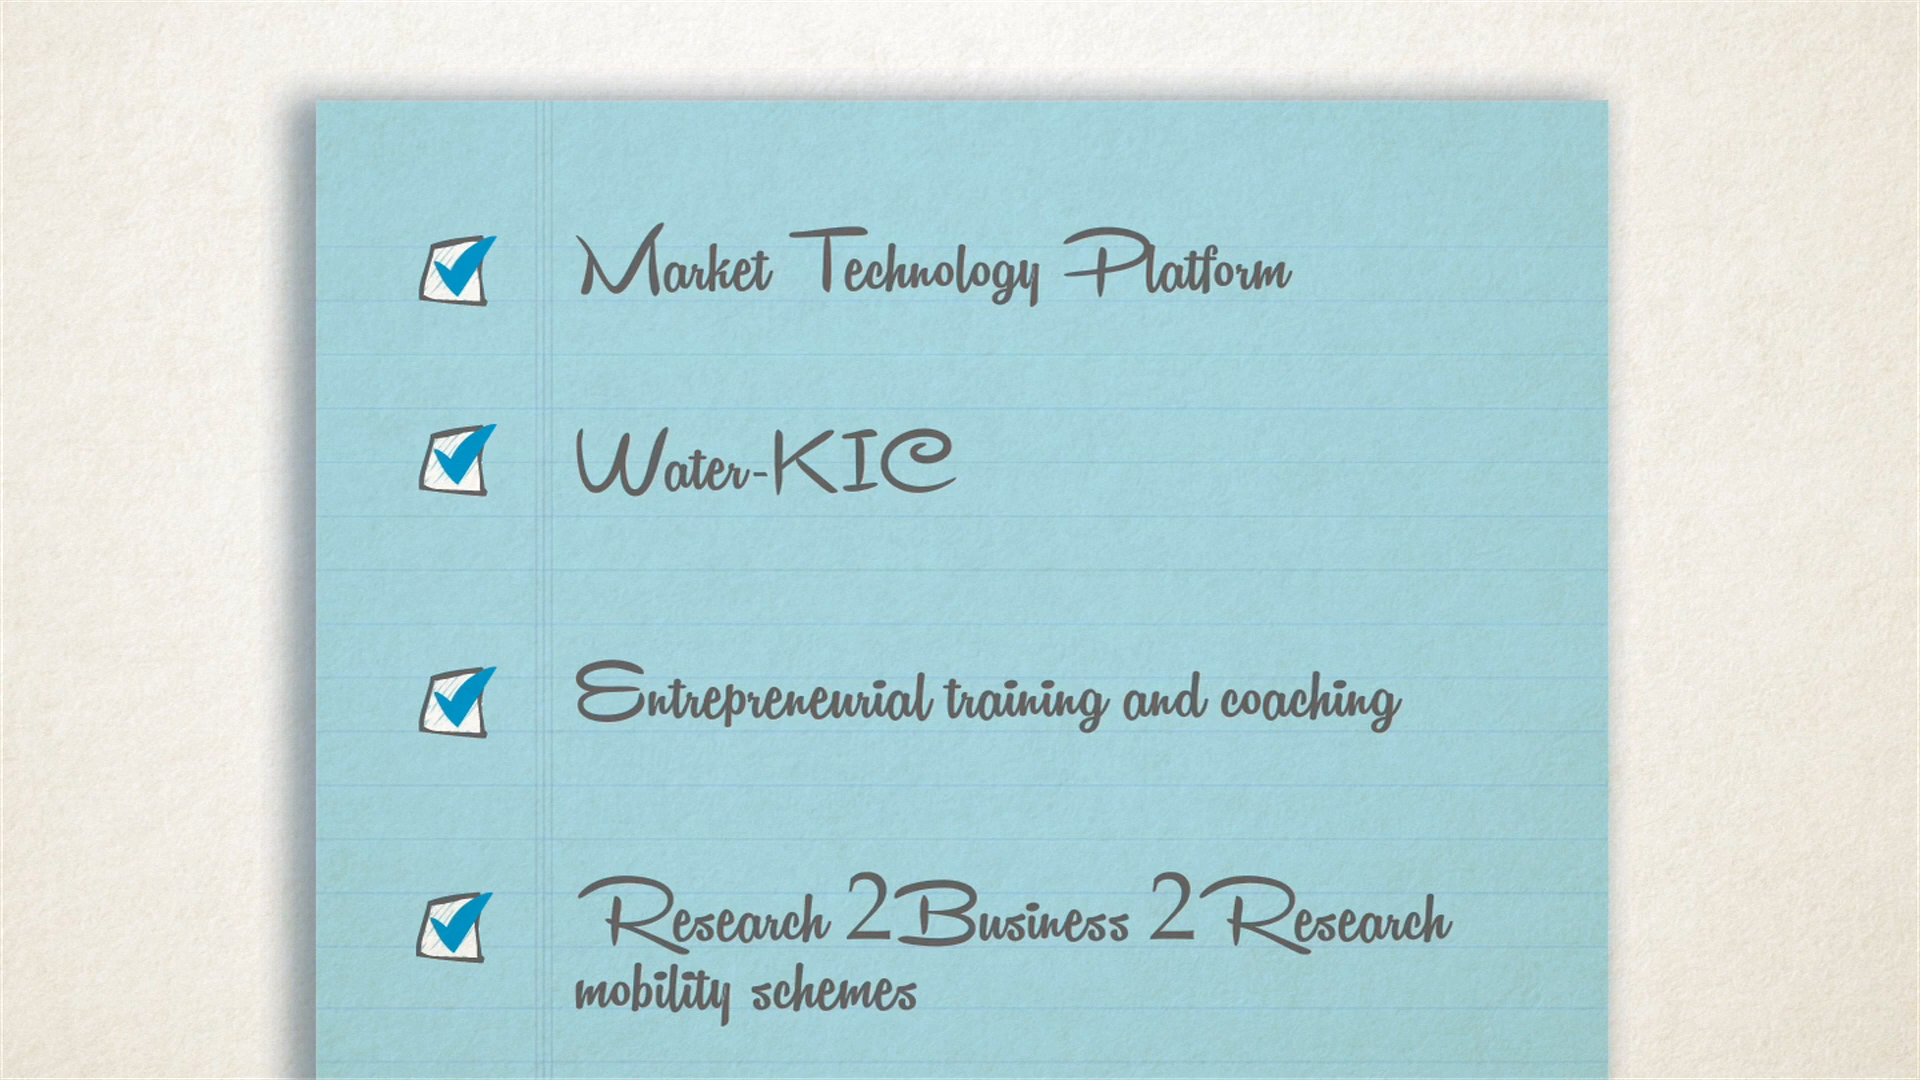 Market Technology Platform
Water-KIC
Entrepreneurial training and coaching
Research 2Business 2Research
mobility schemes